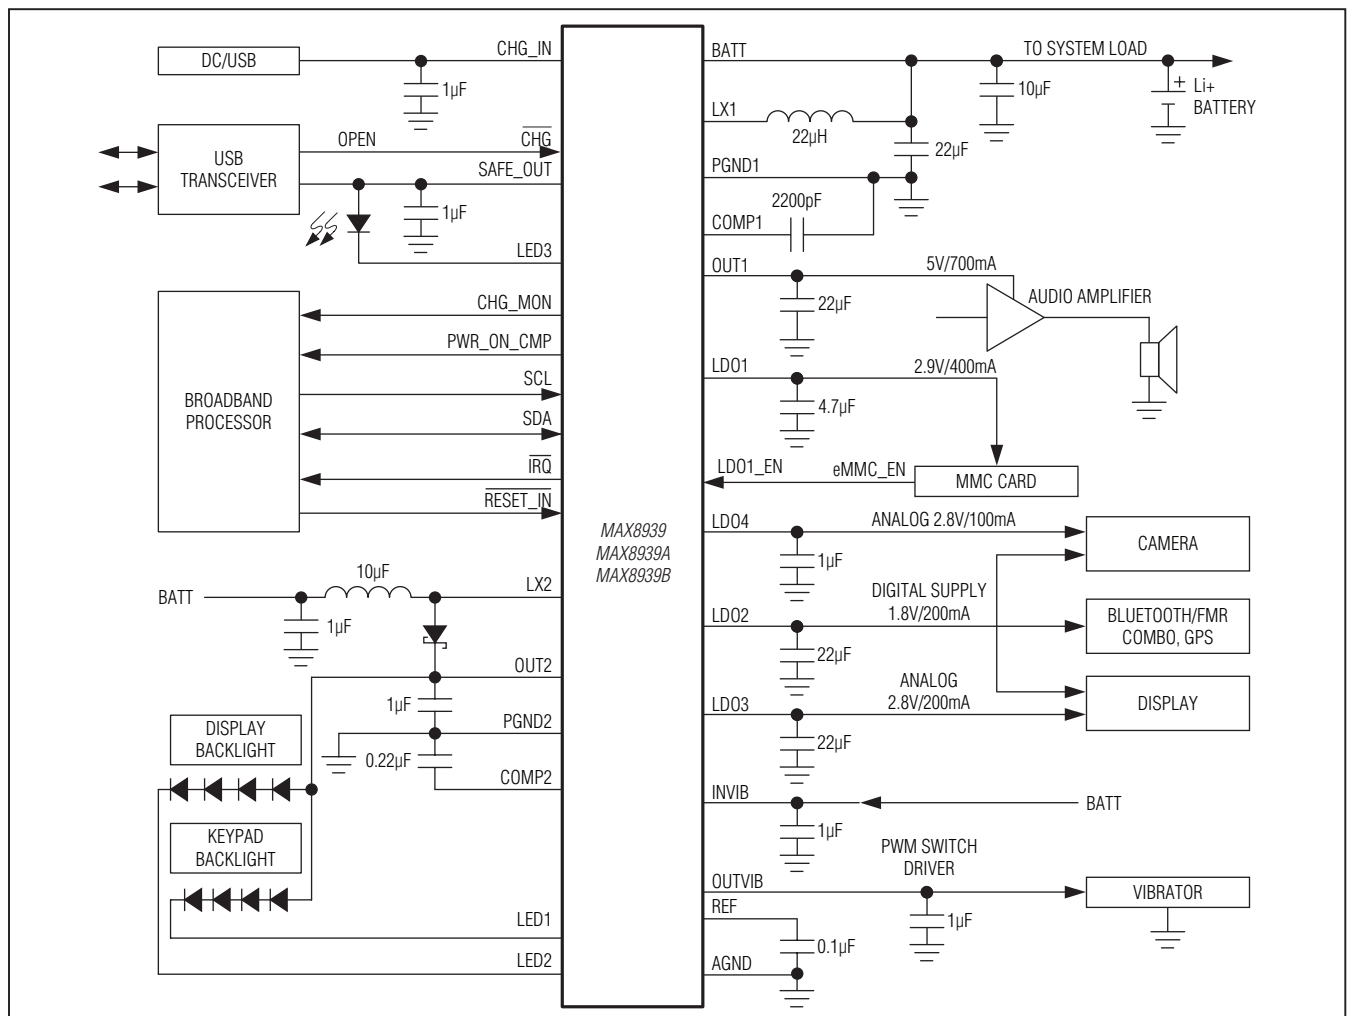 DC/USB
CHG_IN
1µF
USB
TRANSCEIVER
OPEN
CHG
SAFE_OUT
1µF
LED3
BROADBAND
PROCESSOR
CHG_MON
PWR_ON_CMP
SCL
SDA
IRQ
RESET_IN
BATT
10µF
LX2
1µF
OUT2
1µF
PGND2
0.22µF
COMP2
DISPLAY
BACKLIGHT
KEYPAD
BACKLIGHT
LED1
LED2
MAX8939
MAX8939A
MAX8939B
BATT
TO SYSTEM LOAD
10µF
+
Li+
BATTERY
LX1
22µH
22µF
PGND1
2200pF
COMP1
OUT1
5V/700mA
22µF
AUDIO AMPLIFIER
LDO1
2.9V/400mA
4.7µF
LDO1_EN
eMMC_EN
MMC CARD
LDO4
ANALOG 2.8V/100mA
1µF
CAMERA
DIGITAL SUPPLY
1.8V/200mA
LDO2
22µF
BLUETOOTH/FMR
COMBO, GPS
ANALOG
2.8V/200mA
LDO3
22µF
DISPLAY
INVIB
BATT
1µF
PWM SWITCH
DRIVER
OUTVIB
1µF
VIBRATOR
REF
0.1µF
AGND